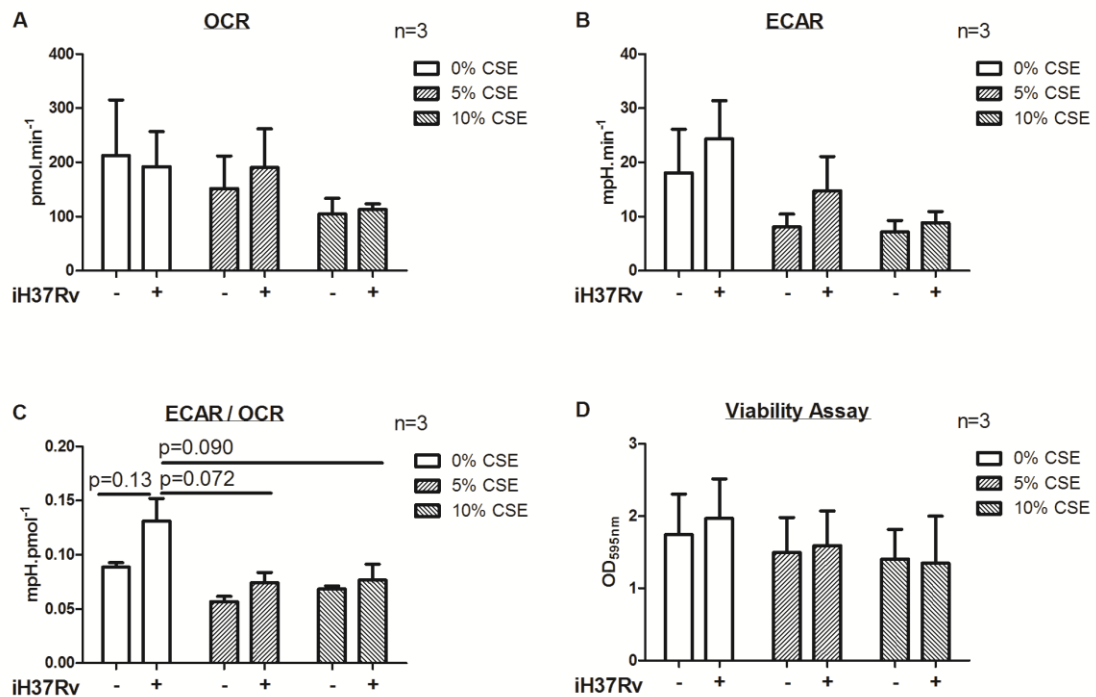 A
OCR
n=3
400
300
200
100
0
pmol.min-1
0% CSE
5% CSE
10% CSE
iH37Rv - + - + - +
B
ECAR
n=3
40
30
20
10
0
mpH.min-1
0% CSE
5% CSE
10% CSE
iH37Rv - + - + - +
C
ECAR / OCR
n=3
0.20
0.15
0.10
0.05
0.00
mpH.pmol-1
p=0.090
p=0.13
p=0.072
0% CSE
5% CSE
10% CSE
iH37Rv - + - + - +
D
Viability Assay
n=3
3
2
1
0
OD595nm
0% CSE
5% CSE
10% CSE
iH37Rv - + - + - +